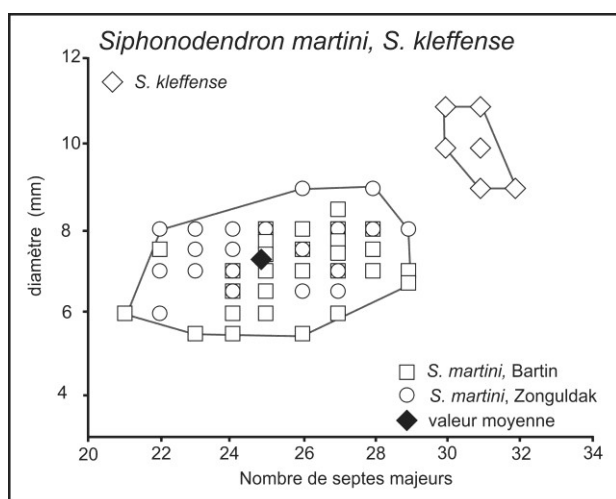 Siphonodendron martini, S. kleffense
12
S. kleffense
10
8
6
4
diamètre (mm)
S. martini, Bartin
S. martini, Zonguldak
valeur moyenne
20 22 24 26 28 30 32 34
Nombre de septes majeurs